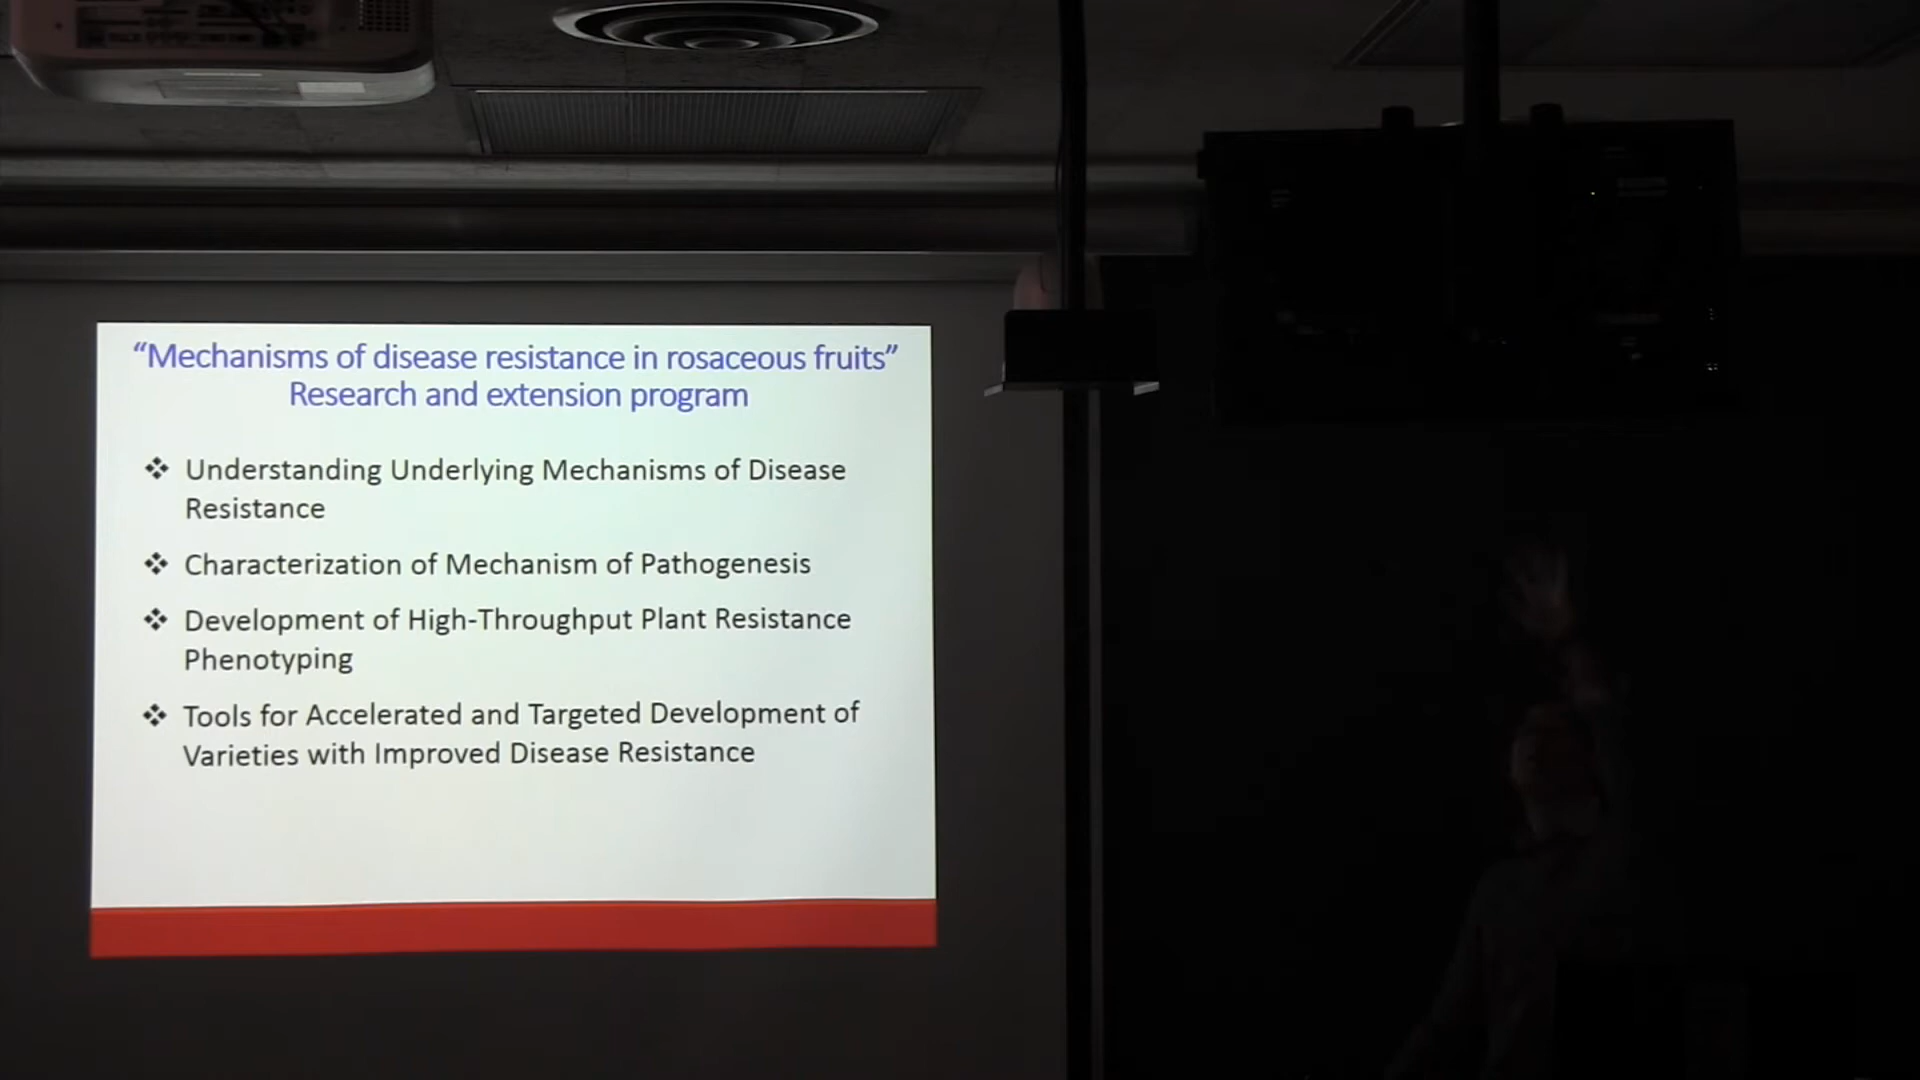 “Mechanisms of disease resistance in rosaceous fruits”
Research and extension program
❖ Understanding Underlying Mechanisms of Disease
Resistance
❖ Characterization of Mechanism of Pathogenesis
❖ Development of High-Throughput Plant Resistance
Phenotyping
❖ Tools for Accelerated and Targeted Development of
Varieties with Improved Disease Resistance